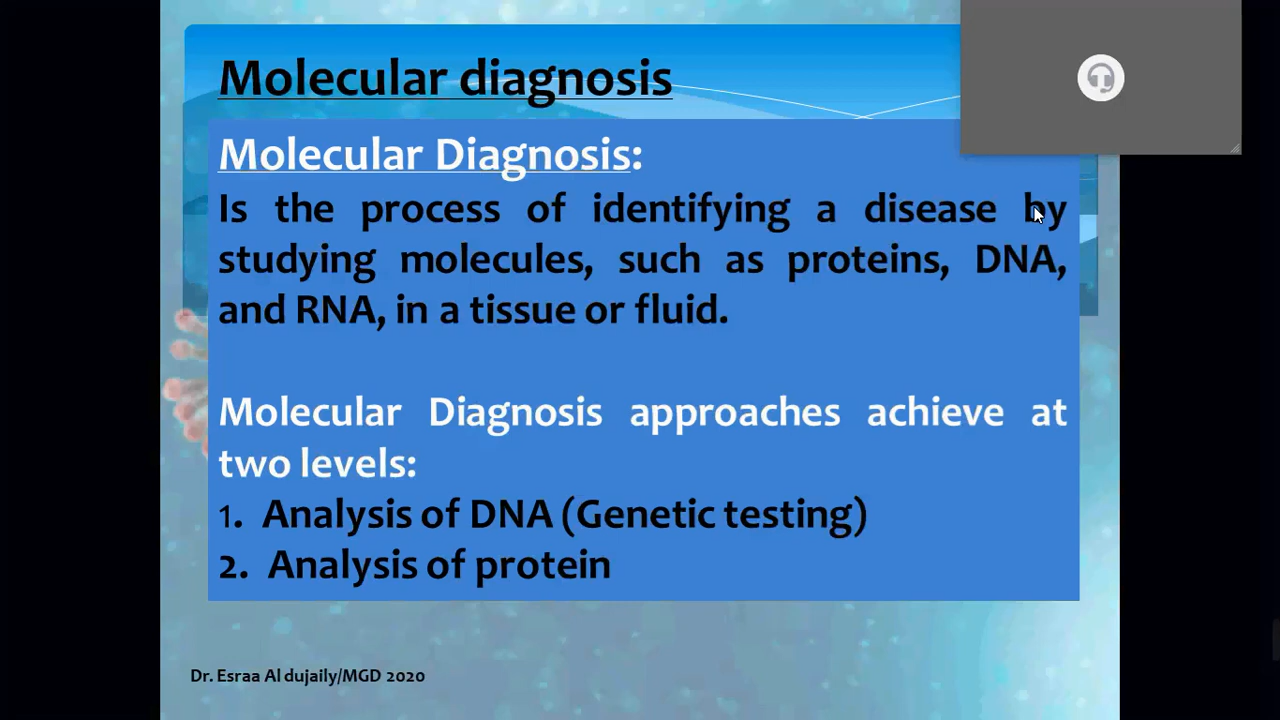 Molecular diagnosis
Molecular Diagnosis:
Is the process of identifying a disease by
studying molecules, such as proteins, DNA,
and RNA, in a tissue or fluid.
Molecular Diagnosis approaches achieve at
two levels:
1. Analysis of DNA (Genetic testing)
2. Analysis of protein
Dr. Esraa Al dujaily/MGD 2020